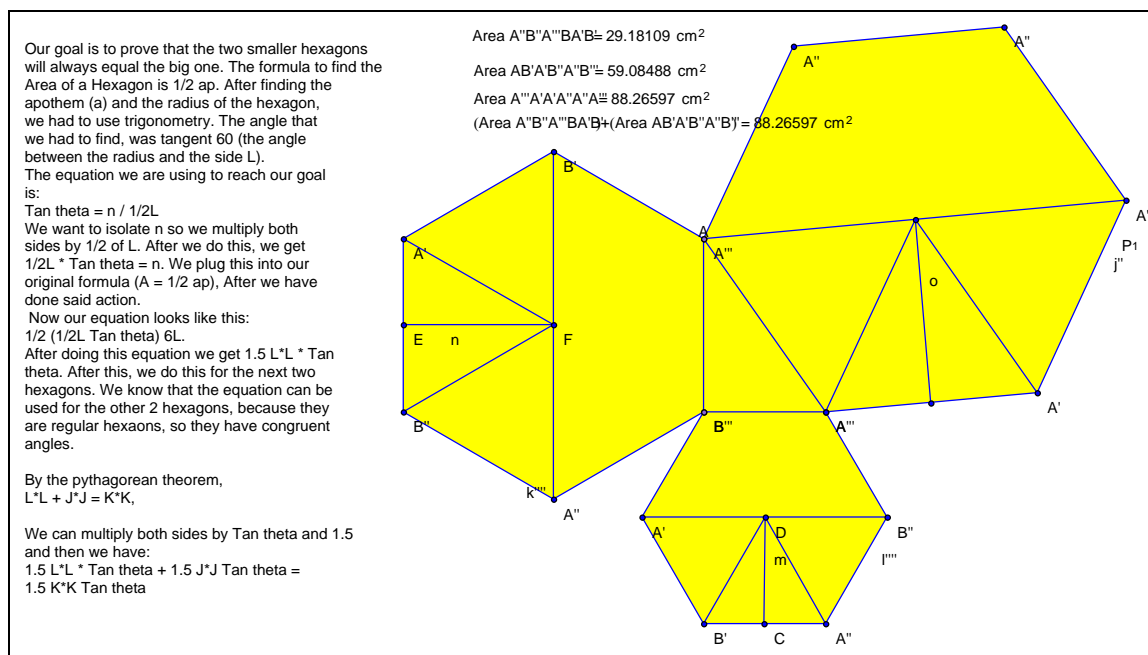 Our goal is to prove that the two smaller hexagons
will always equal the big one. The formula to find the
Area of a Hexagon is 1/2 ap. After finding the
apothem (a) and the radius of the hexagon,
we had to use trigonometry. The angle that
we had to find, was tangent 60 (the angle
between the radius and the side L).
The equation we are using to reach our goal
is:
Tan theta = n / 1/2L
We want to isolate n so we multiply both
sides by 1/2 of L. After we do this, we get
1/2L * Tan theta = n. We plug this into our
original formula (A = 1/2 ap), After we have
done said action.
Now our equation looks like this:
1/2 (1/2L Tan theta) 6L.
After doing this equation we get 1.5 L*L * Tan
theta. After this, we do this for the next two
hexagons. We know that the equation can be
used for the other 2 hexagons, because they
are regular hexaons, so they have congruent
angles.
By the pythagorean theorem,
L*L + J*J = K*K,
We can multiply both sides by Tan theta and 1.5
and then we have:
1.5 L*L * Tan theta + 1.5 J*J Tan theta =
1.5 K*K Tan theta
Area A"B"A'"BA'B = 29.18109 cm²
Area AB'A'B"A"B'" = 59.08488 cm²
Area A'"A'A'A"A"A'" = 88.26597 cm²
(Area A"B"A'"BA'B)+(Area AB'A'B"A"B'") = 88.26597 cm²
A"
A"
B'
A
A'"
A'
P1
j"
A'
o
E
n
F
A'
B"
B'"
A'"
k""
A"
A'
D
B"
m
l""
B'
C
A"